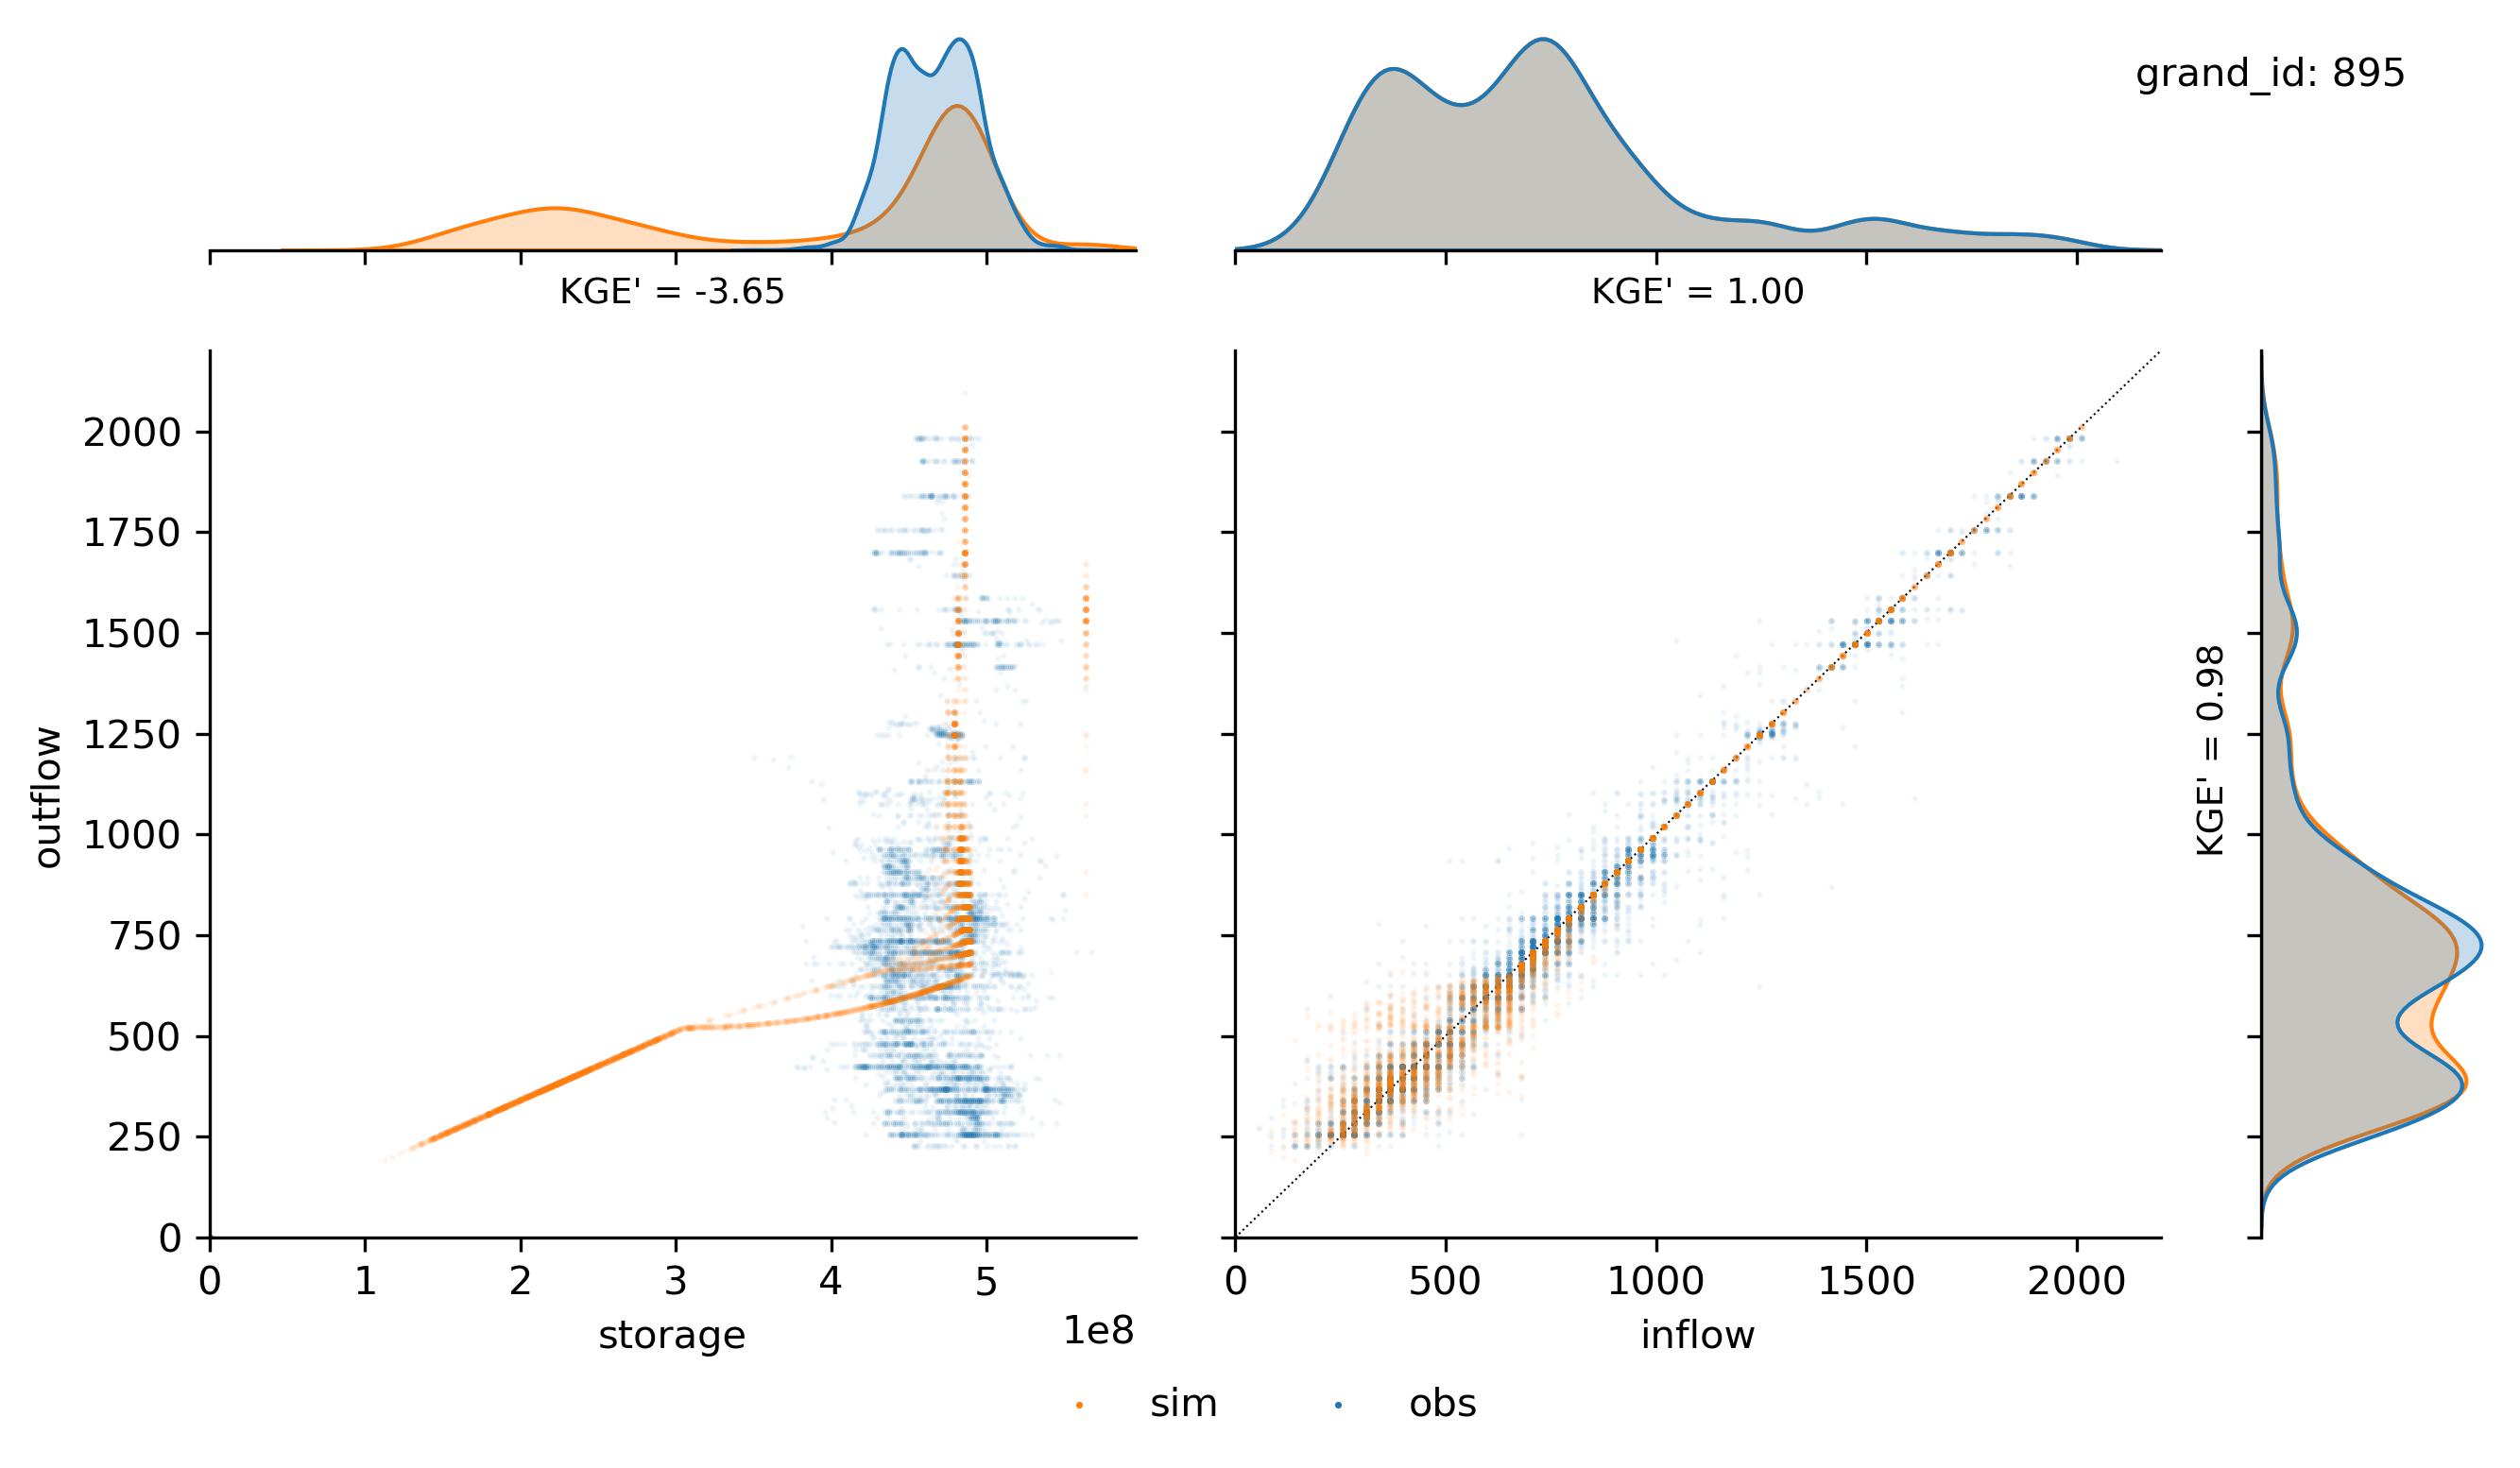 grand_id: 895
KGE' = -3.65
KGE' = 1.00
outflow
2000
1750
1500
1250
1000
750
500
250
0
KGE' = 0.98
0 1 2 3 4 5
0 500 1000 1500 2000
1e8
storage
inflow
sim obs